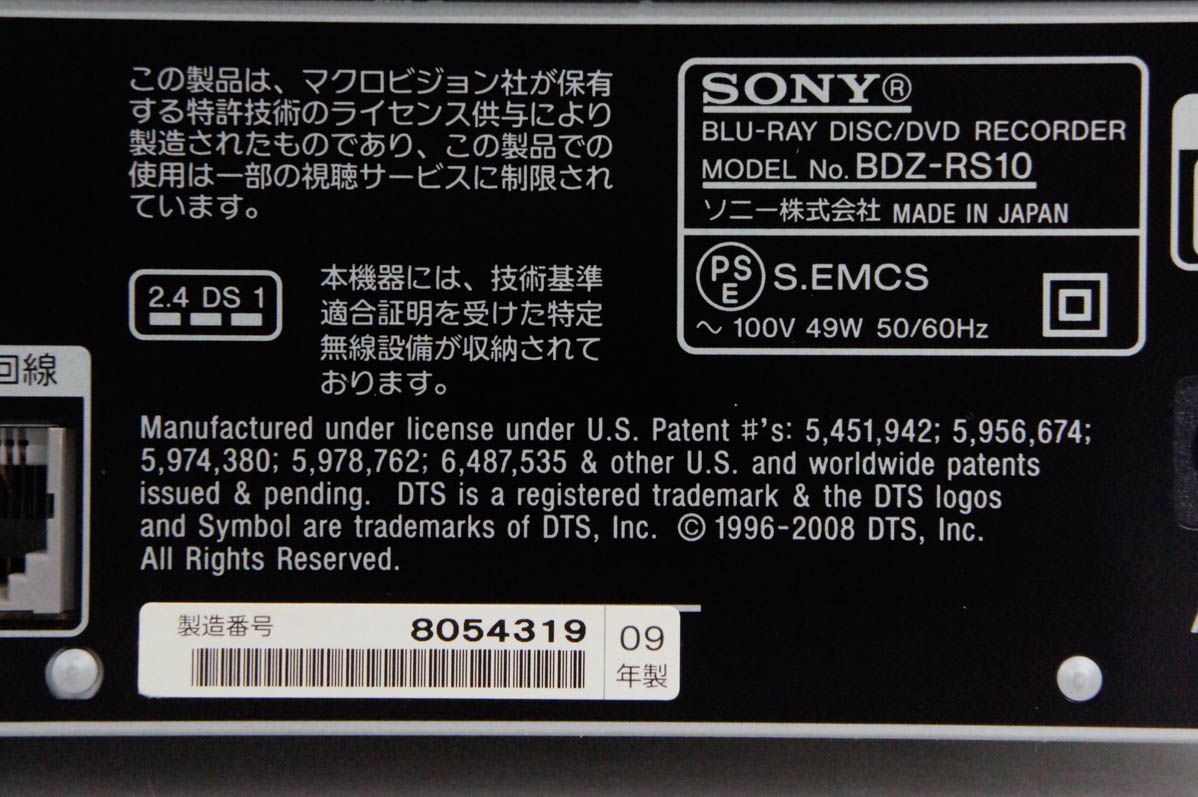 この製品は、マクロビジョン社が保有
する特許技術のライセンス供与により
製造されたものであり、この製品での
使用は一部の視聴サービスに制限され
ています。
SONY®
BLU-RAY DISC/DVD RECORDER
MODEL No. BDZ-RS10
ソニー株式会社 MADE IN JAPAN
PS
E
S.EMCS
～ 100V 49W 50/60Hz
2.4 DS 1
本機器には、技術基準
適合証明を受けた特定
無線設備が収納されて
おります。
回線
Manufactured under license under U.S. Patent #'s: 5,451,942; 5,956,674;
5,974,380; 5,978,762; 6,487,535 & other U.S. and worldwide patents
issued & pending. DTS is a registered trademark & the DTS logos
and Symbol are trademarks of DTS, Inc. © 1996-2008 DTS, Inc.
All Rights Reserved.
製造番号 8054319
09
年製